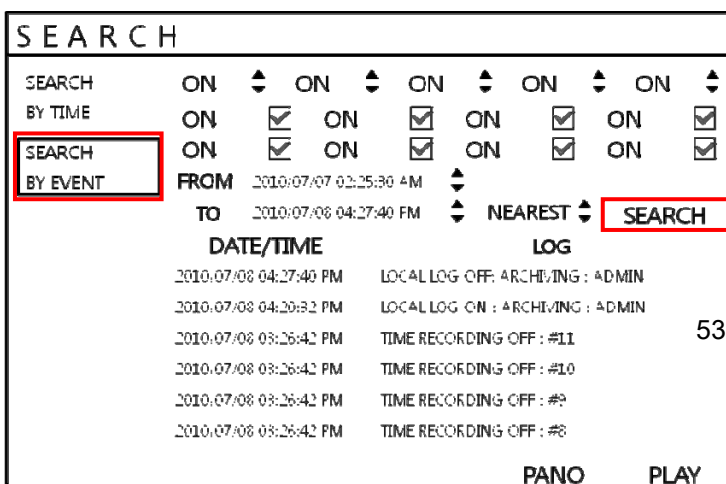 SEARCH
SEARCH ON ON ON ON ON
BY TIME ON ON ON ON
SEARCH ON ON ON ON
BY EVENT FROM 2010/07/07 02:25:30 AM
TO 2010/07/08 04:27:40 PM NEAREST SEARCH
DATE/TIME LOG
2010/07/08 04:27:40 PM LOCAL LOG OFF: ARCHIVING : ADMIN
2010/07/08 04:20:32 PM LOCAL LOG ON : ARCHIVING : ADMIN
53
2010/07/08 03:26:42 PM TIME RECORDING OFF : #11
2010/07/08 03:26:42 PM TIME RECORDING OFF : #10
2010/07/08 03:26:42 PM TIME RECORDING OFF : #9
2010/07/08 03:26:42 PM TIME RECORDING OFF : #8
PANO PLAY